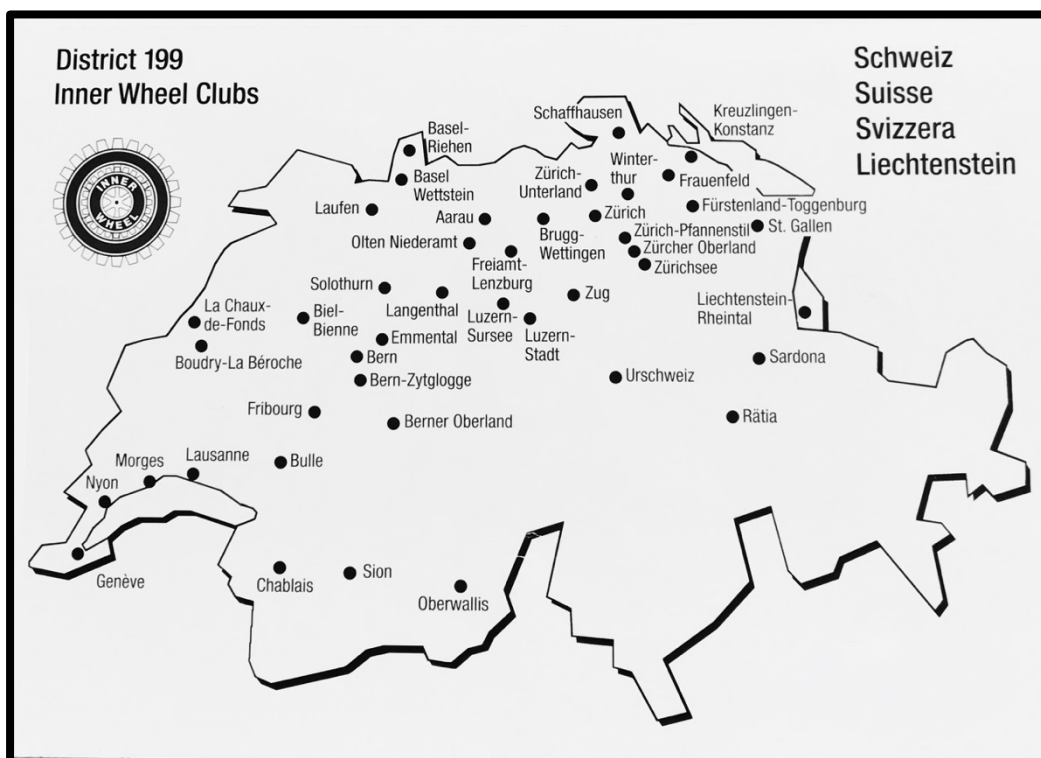 District 199
Inner Wheel Clubs
Schweiz
Suisse
Svizzera
Liechtenstein
INNER
WHEEL
Schaffhausen
Kreuzlingen-
Konstanz
Basel-
Riehen
Basel
Wettstein
Zürich-
Unterland
Winter-
thur
Frauenfeld
Laufen
Aarau
Brugg-
Wettingen
Zürich
Fürstenland-Toggenburg
St. Gallen
Olten Niederamt
Freiamt-
Lenzburg
Zürich-Pfannenstil
Zürcher Oberland
Zürichsee
Solothurn
Langenthal
Zug
Liechtenstein-
Rheintal
La Chaux-
de-Fonds
Biel-
Bienne
Luzern-
Sursee
Luzern-
Stadt
Emmental
Boudry-La Béroche
Bern
Sardona
Bern-Zytglogge
Urschweiz
Fribourg
Berner Oberland
Rätia
Lausanne
Bulle
Morges
Nyon
Genève
Chablais
Sion
Oberwallis